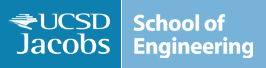 UCSD
Jacobs
School of
Engineering